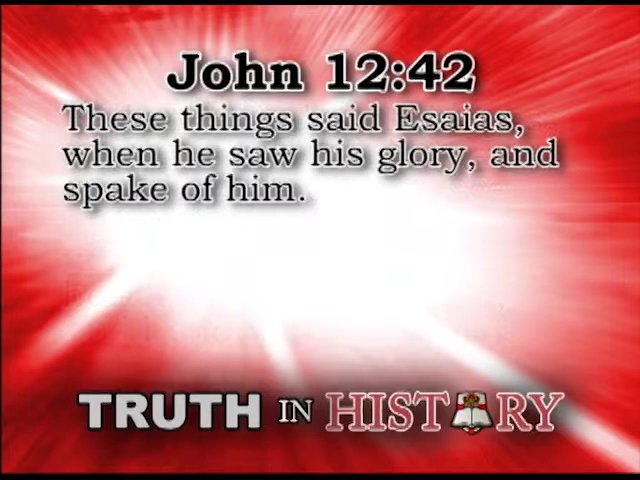 John 12:42
These things said Esaias,
when he saw his glory, and
spake of him.
TRUTH IN HISTORY